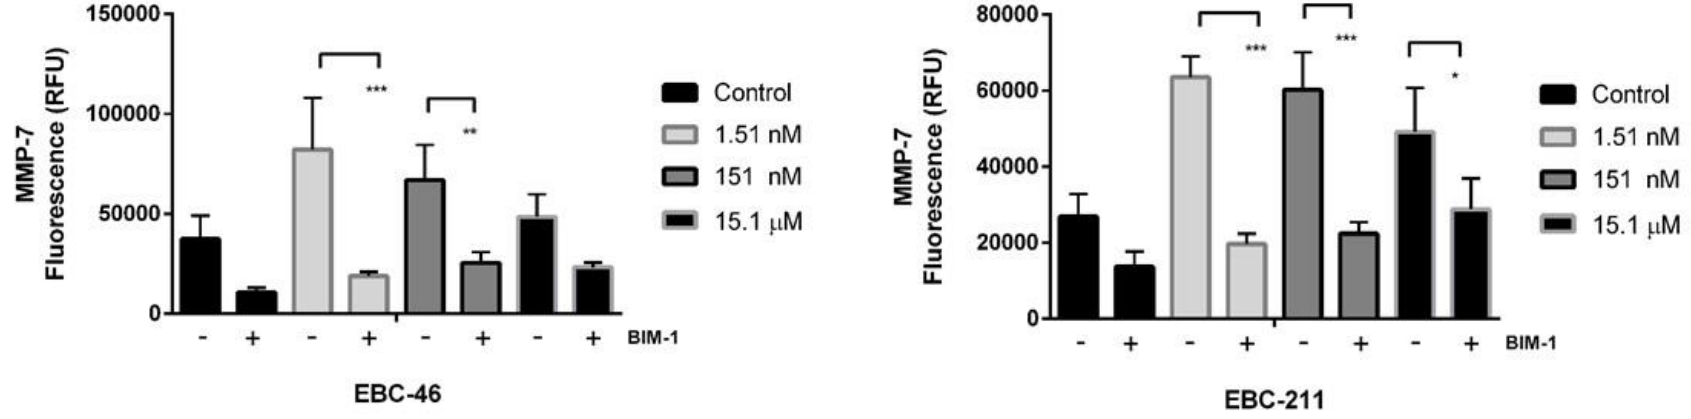 150000
100000
50000
0
MMP-7
Fluorescence (RFU)
***
**
- + - + - + - + BIM-1
EBC-46
Control
1.51 nM
151 nM
15.1 μM
80000
60000
40000
20000
0
MMP-7
Fluorescence (RFU)
***
***
*
- + - + - + - + BIM-1
EBC-211
Control
1.51 nM
151 nM
15.1 μM